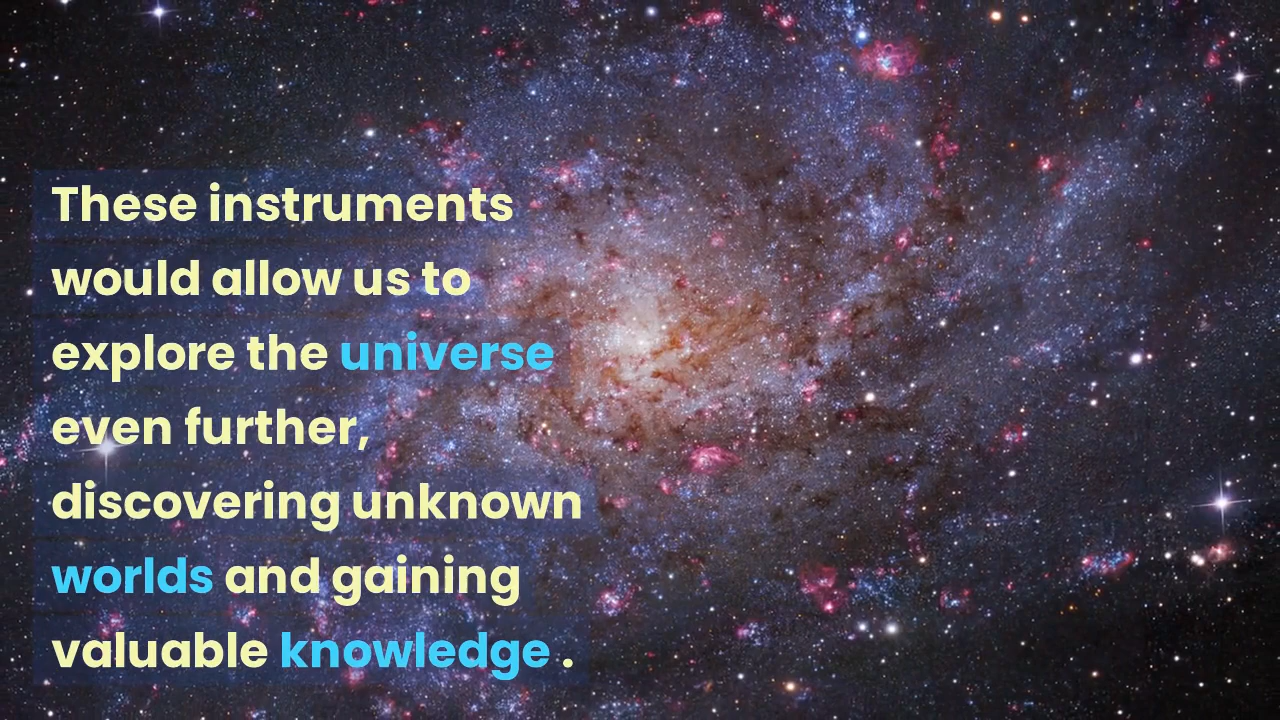 These instruments
would allow us to
explore the universe
even further,
discovering unknown
worlds and gaining
valuable knowledge .